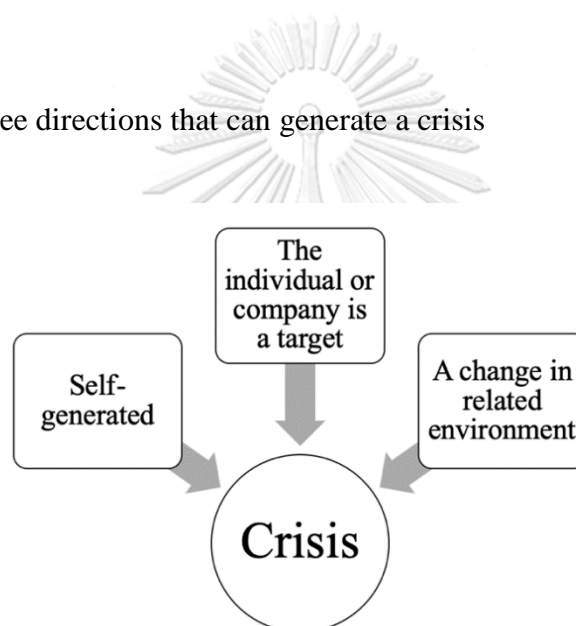 ee directions that can generate a crisis
The
individual or
company is
a target
Self-
generated
A change in
related
environment
Crisis